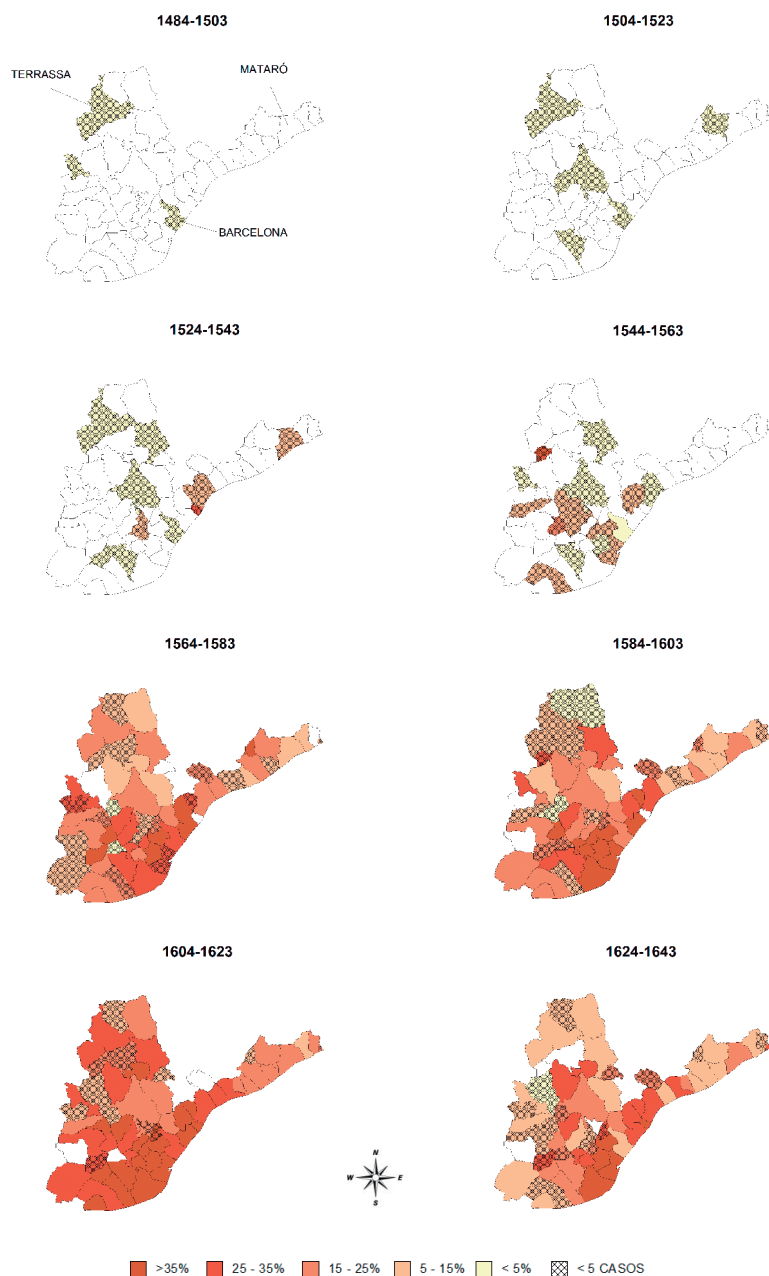 1484-1503
1504-1523
TERRASSA
MATARÓ
BARCELONA
1524-1543
1544-1563
1564-1583
1584-1603
1604-1623
1624-1643
N
W E
S
>35% 25 - 35% 15 - 25% 5 - 15% < 5% < 5 CASOS